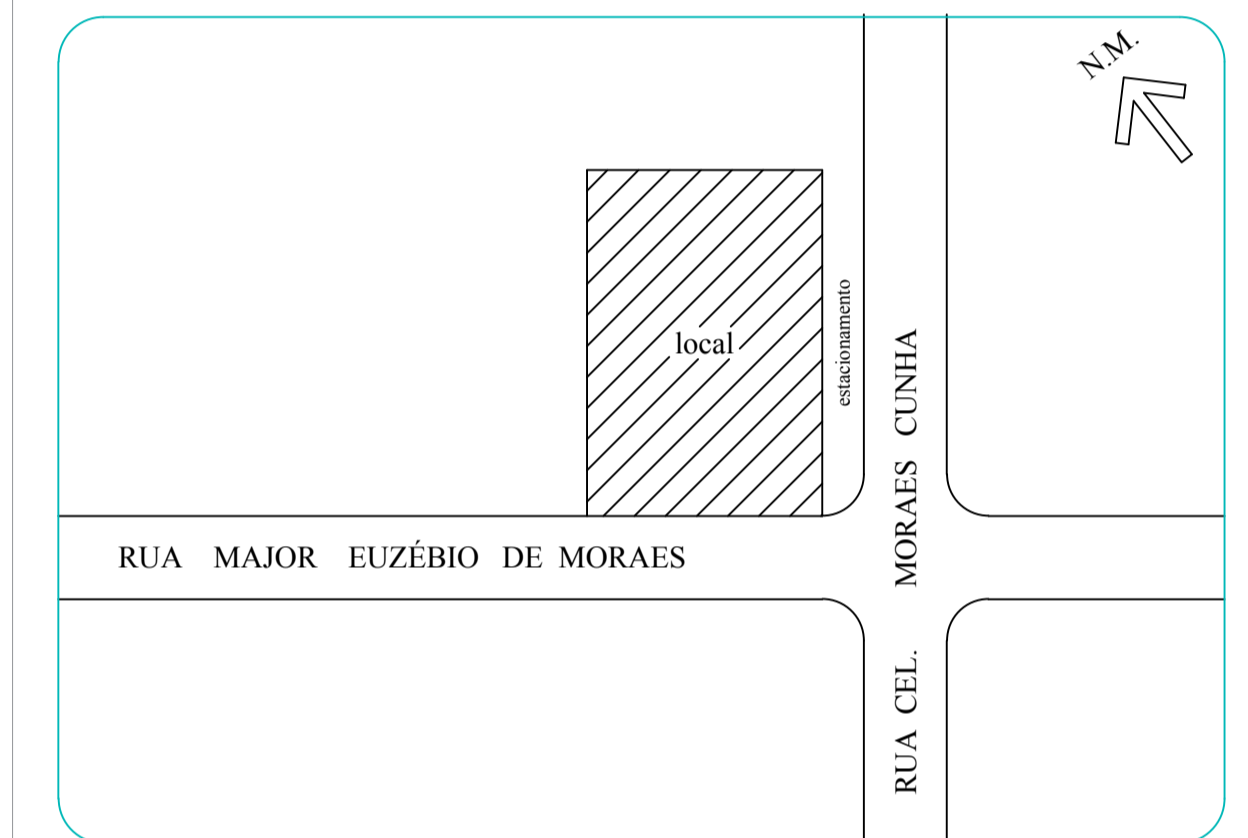 N.M.
local
estacionamento
RUA MAJOR EUZÉBIO DE MORAES
RUA CEL. MORAES CUNHA